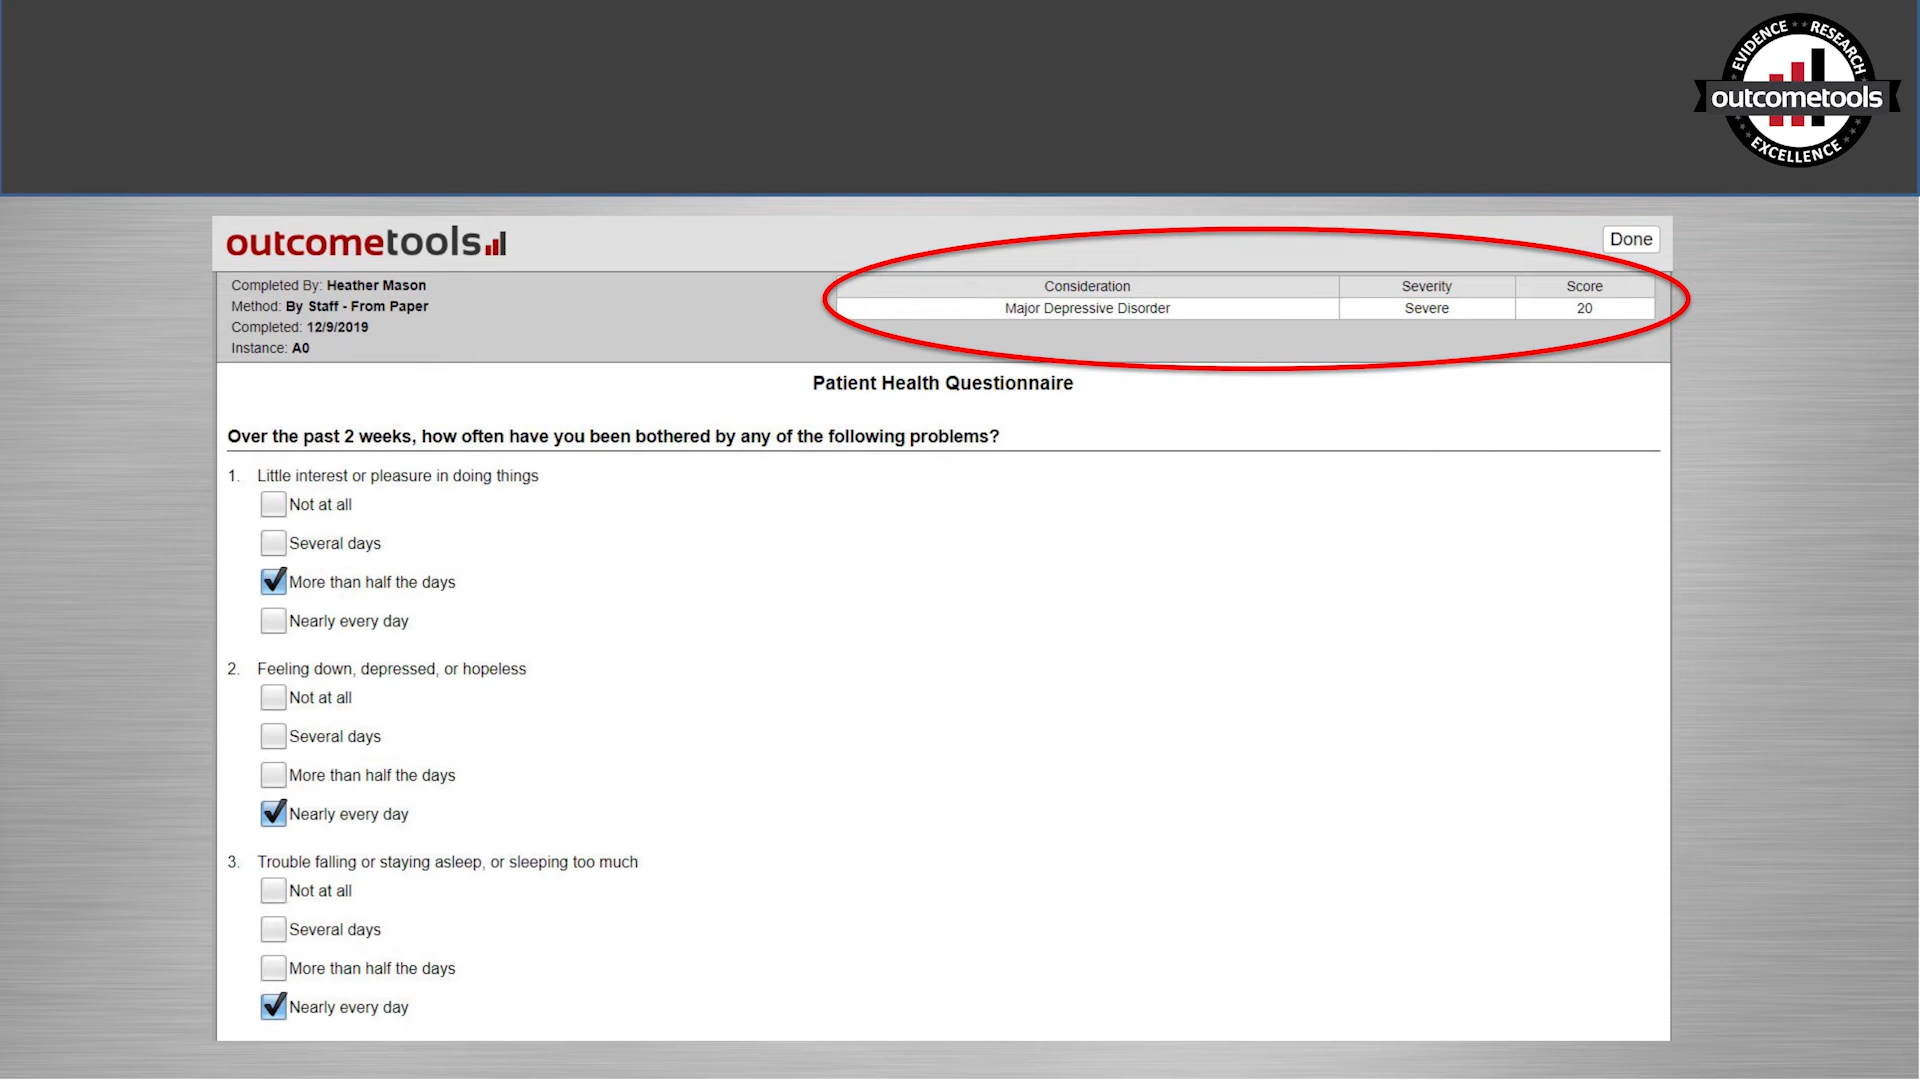 EVIDENCE ★★ RESEARCH
outcometools
EXCELLENCE
outcometools
Done
Completed By: Heather Mason
Method: By Staff - From Paper
Completed: 12/9/2019
Instance: A0
Consideration Severity Score
Major Depressive Disorder Severe 20
Patient Health Questionnaire
Over the past 2 weeks, how often have you been bothered by any of the following problems?
1. Little interest or pleasure in doing things
Not at all
Several days
More than half the days
Nearly every day
2. Feeling down, depressed, or hopeless
Not at all
Several days
More than half the days
Nearly every day
3. Trouble falling or staying asleep, or sleeping too much
Not at all
Several days
More than half the days
Nearly every day